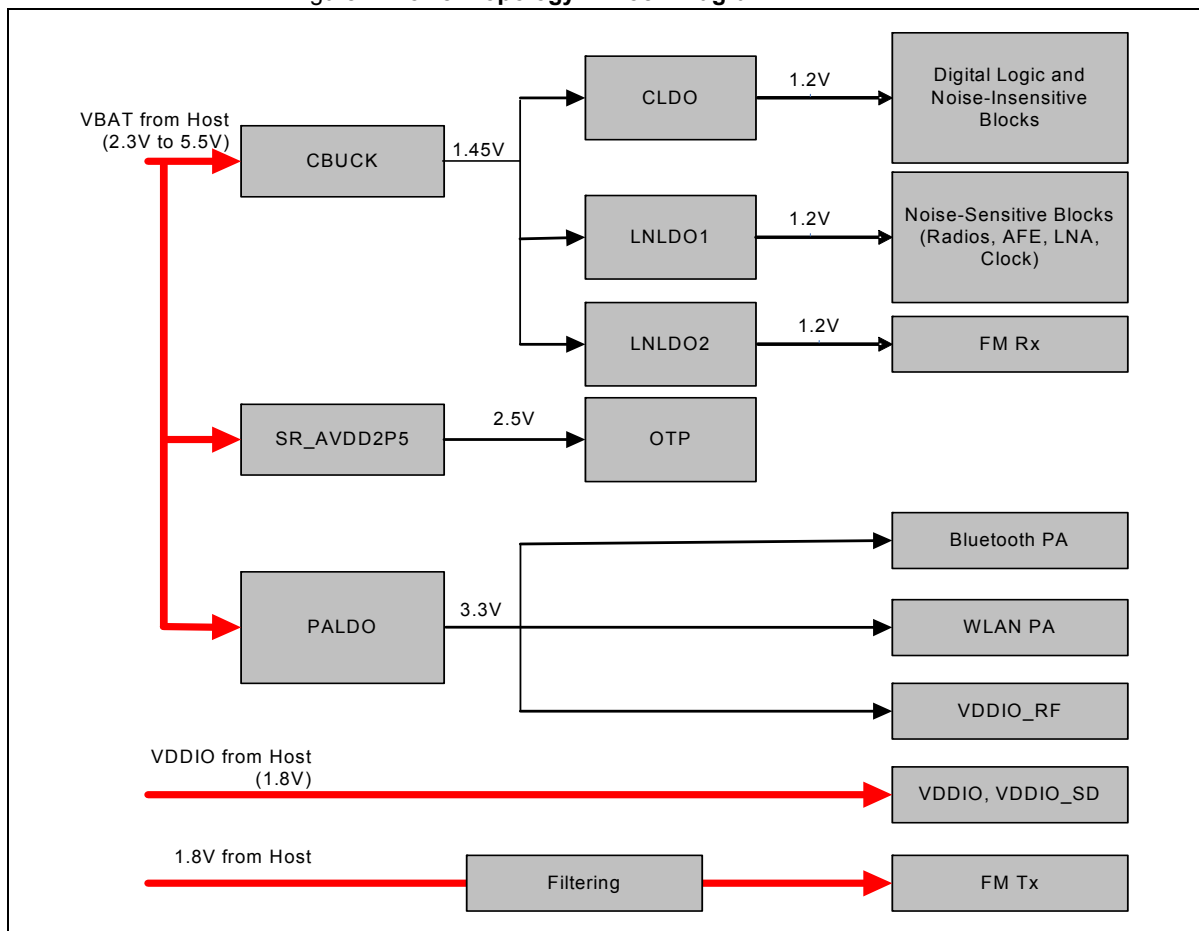 CLDO
1.2V
Digital Logic and
Noise-Insensitive
Blocks
VBAT from Host
(2.3V to 5.5V)
CBUCK
1.45V
LNLDO1
1.2V
Noise-Sensitive Blocks
(Radios, AFE, LNA,
Clock)
LNLDO2
1.2V
FM Rx
SR_AVDD2P5
2.5V
OTP
Bluetooth PA
PALDO
3.3V
WLAN PA
VDDIO_RF
VDDIO from Host
(1.8V)
VDDIO, VDDIO_SD
1.8V from Host
Filtering
FM Tx